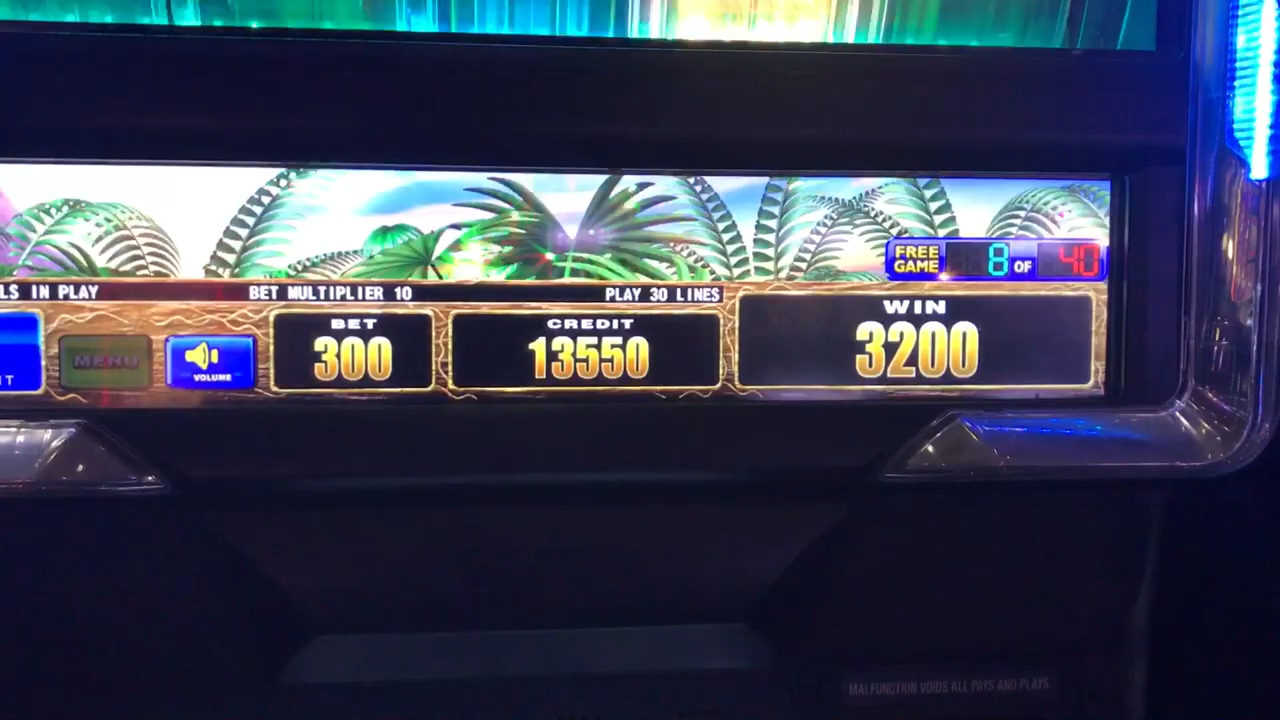 FREE GAME 8 OF 40
LS IN PLAY BET MULTIPLIER 10 PLAY 30 LINES
BET CREDIT WIN
MENU VOLUME 300 13550 3200
IT
MALFUNCTION VOIDS ALL PAYS AND PLAYS.